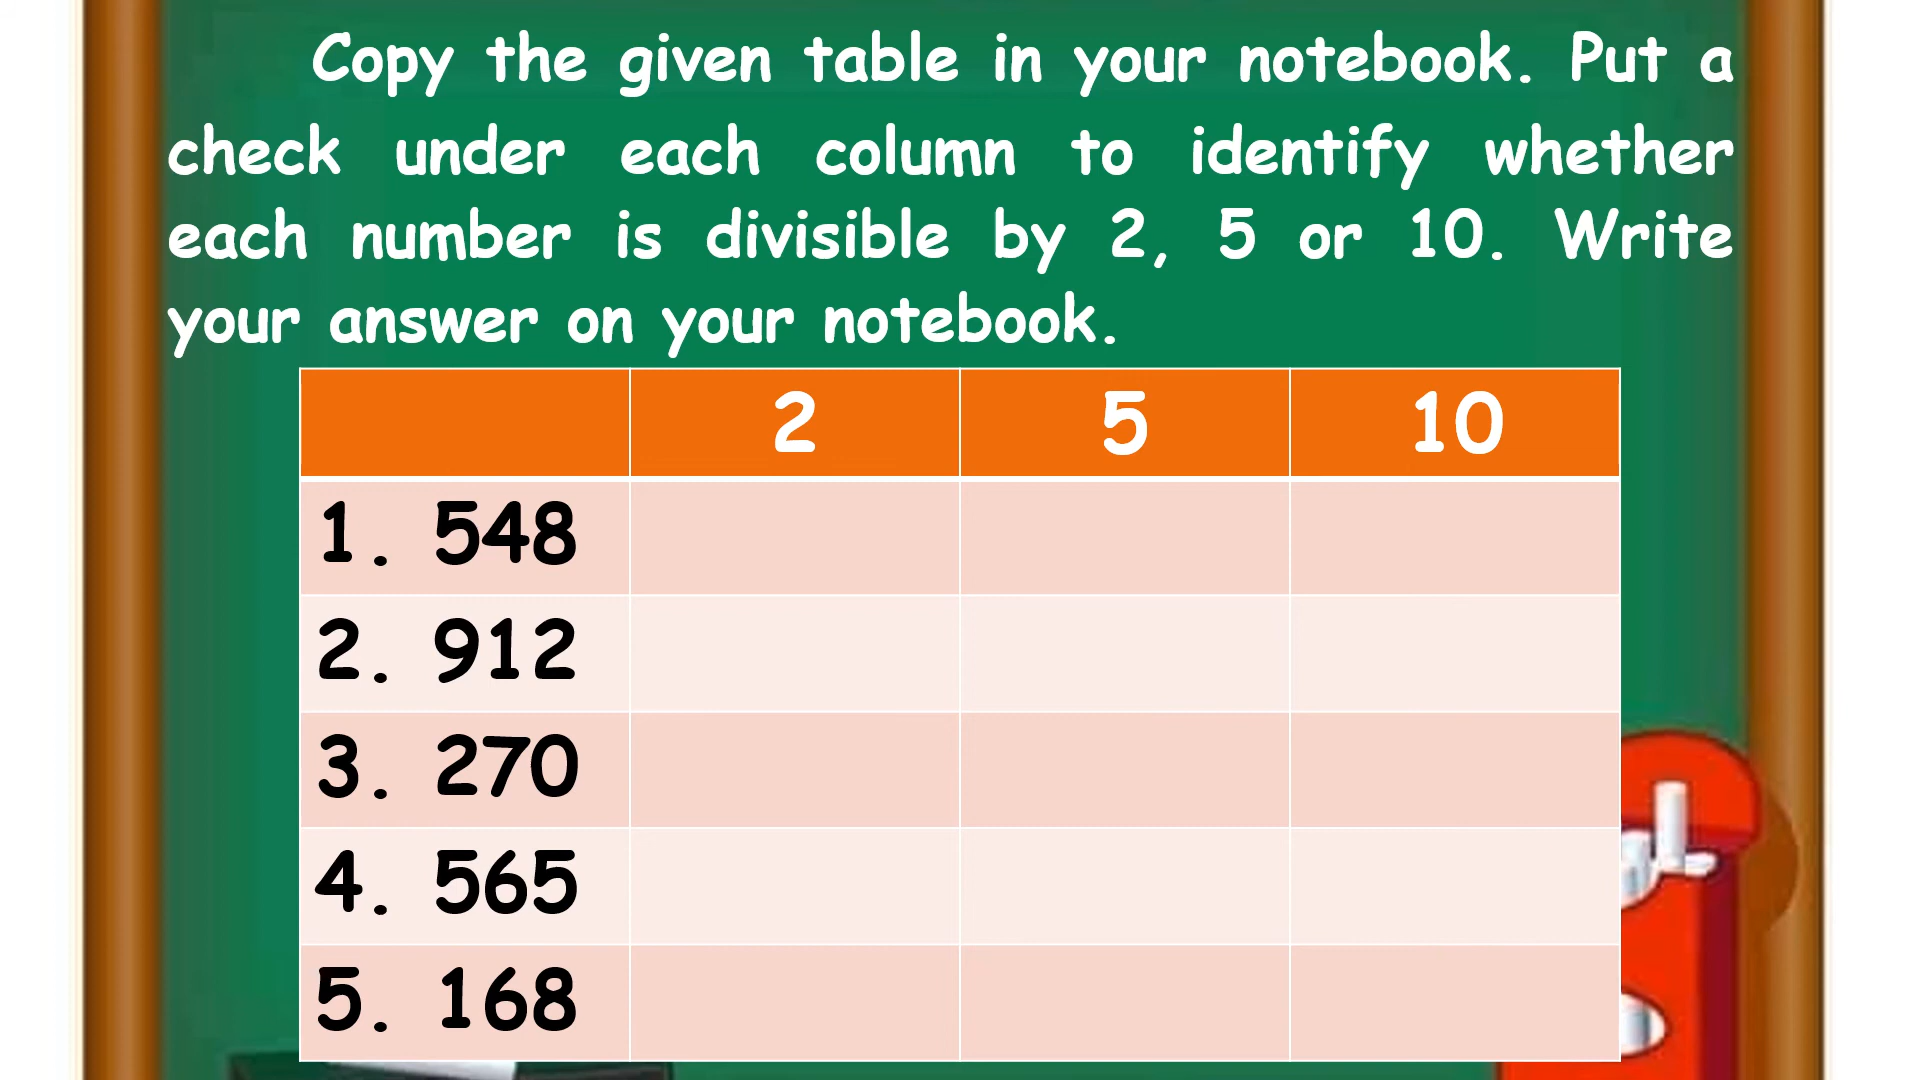 Copy the given table in your notebook. Put a
check under each column to identify whether
each number is divisible by 2, 5 or 10. Write
your answer on your notebook.
2 5 10
1. 548
2. 912
3. 270
4. 565
5. 168